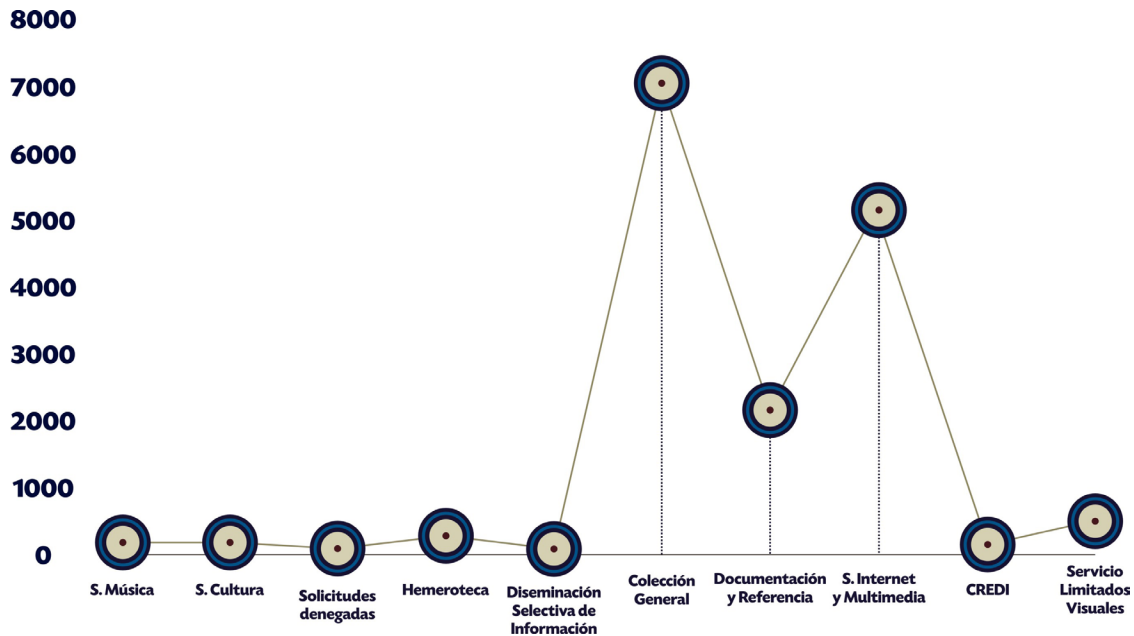 8000
7000
6000
5000
4000
3000
2000
1000
0
S. Música
S. Cultura
Solicitudes
denegadas
Hemeroteca
Diseminación
Selectiva de
Información
Colección
General
Documentación
y Referencia
S. Internet
y Multimedia
CREDI
Servicio
Limitados
Visuales